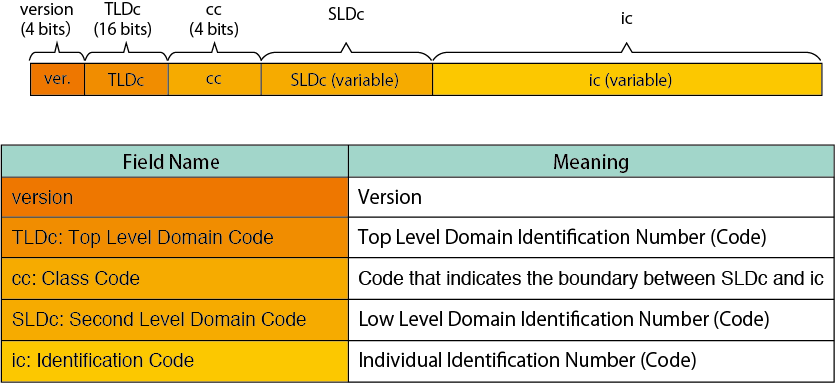 version TLDc cc SLDc ic
(4 bits) (16 bits) (4 bits)
ver. TLDc cc SLDc (variable) ic (variable)
Field Name Meaning
version Version
TLDc: Top Level Domain Code Top Level Domain Identification Number (Code)
cc: Class Code Code that indicates the boundary between SLDc and ic
SLDc: Second Level Domain Code Low Level Domain Identification Number (Code)
ic: Identification Code Individual Identification Number (Code)